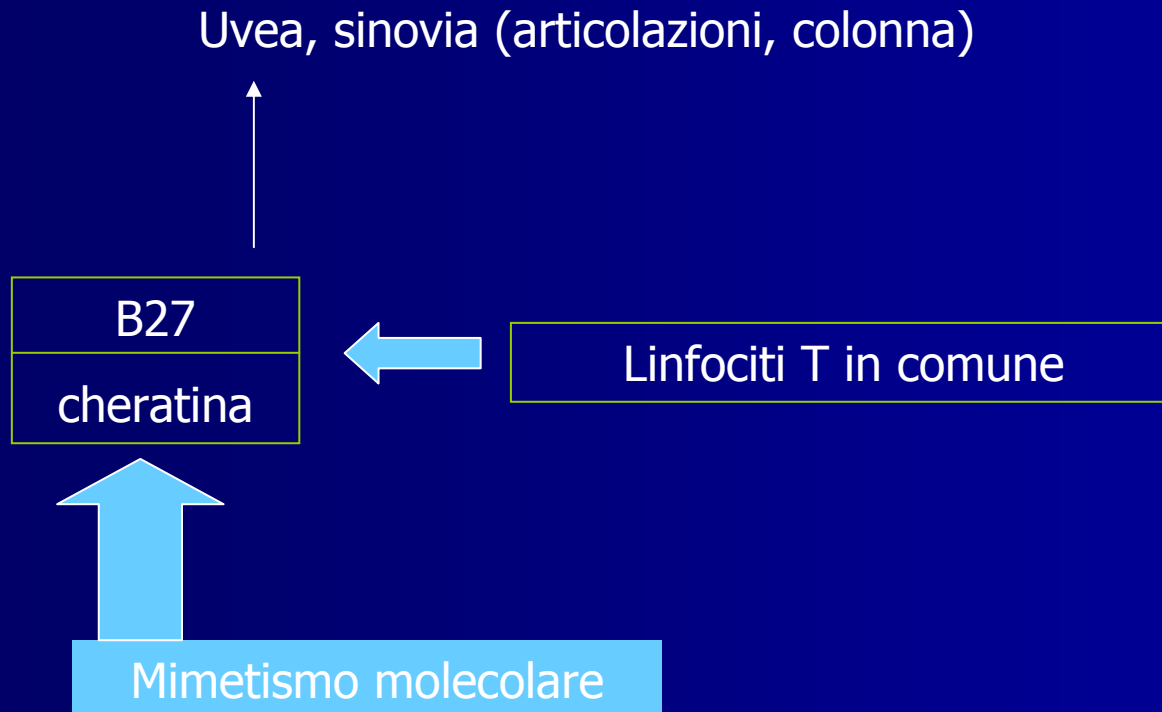 Uvea, sinovia (articolazioni, colonna)
B27
cheratina
Linfociti T in comune
Mimetismo molecolare